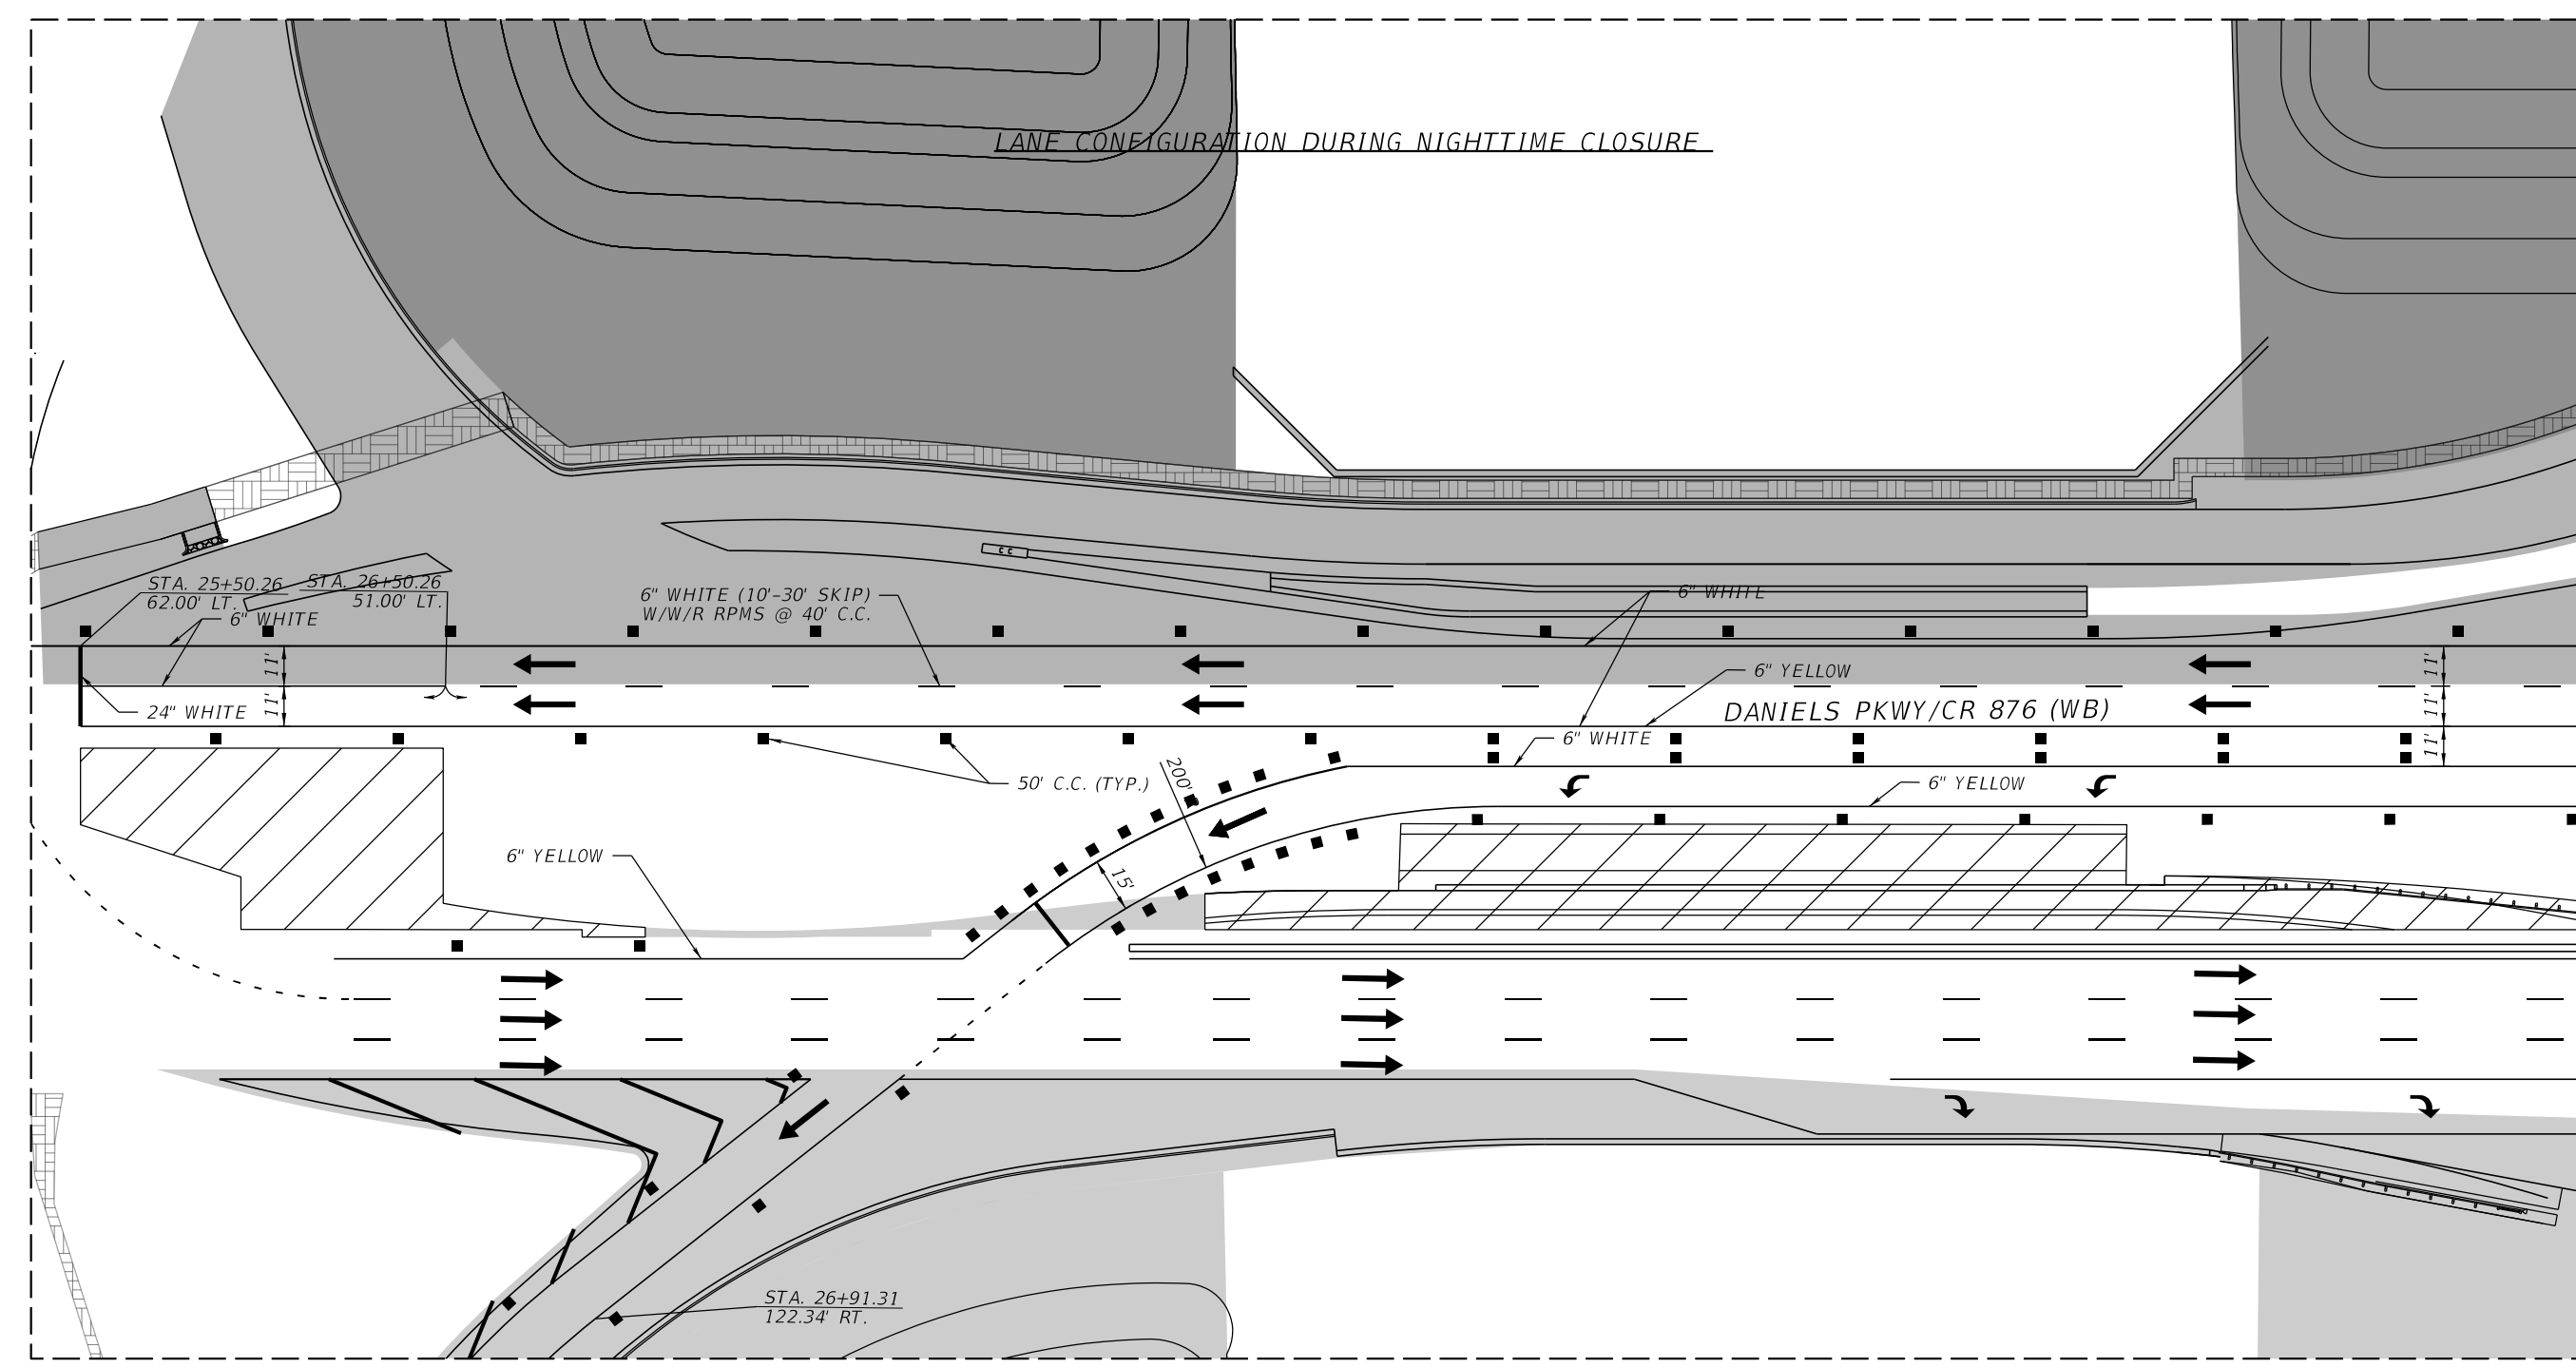 LANE CONFIGURATION DURING NIGHTTIME CLOSURE
STA. 25+50.26
62.00' LT.
STA. 26+50.26
51.00' LT.
6" WHITE
6" WHITE (10'-30' SKIP)
W/W/R RPMS @ 40' C.C.
6" WHITE
11'
11'
24" WHITE
6" YELLOW
DANIELS PKWY/CR 876 (WB)
11'
11'
11'
6" WHITE
50' C.C. (TYP.)
200'
6" YELLOW
6" YELLOW
15'
STA. 26+91.31
122.34' RT.